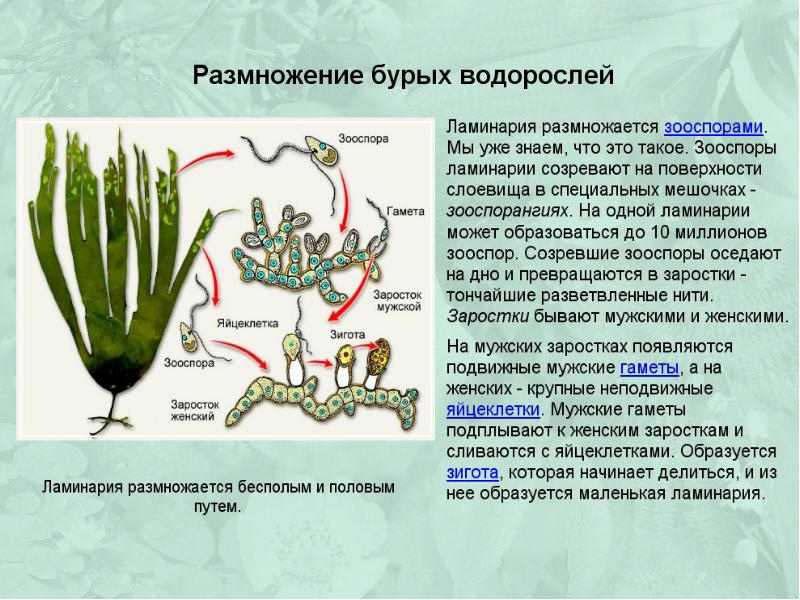 Размножение бурых водорослей
Зооспора
Гамета
Заросток
мужской
Яйцеклетка
Зигота
Зооспора
Заросток
женский
Ламинария размножается бесполым и половым
путем.
Ламинария размножается зооспорами.
Мы уже знаем, что это такое. Зооспоры
ламинарии созревают на поверхности
слоевища в специальных мешочках -
зооспорангиях. На одной ламинарии
может образоваться до 10 миллионов
зооспор. Созревшие зооспоры оседают
на дно и превращаются в заростки -
тончайшие разветвленные нити.
Заростки бывают мужскими и женскими.
На мужских заростках появляются
подвижные мужские гаметы, а на
женских - крупные неподвижные
яйцеклетки. Мужские гаметы
подплывают к женским заросткам и
сливаются с яйцеклетками. Образуется
зигота, которая начинает делиться, и из
нее образуется маленькая ламинария.